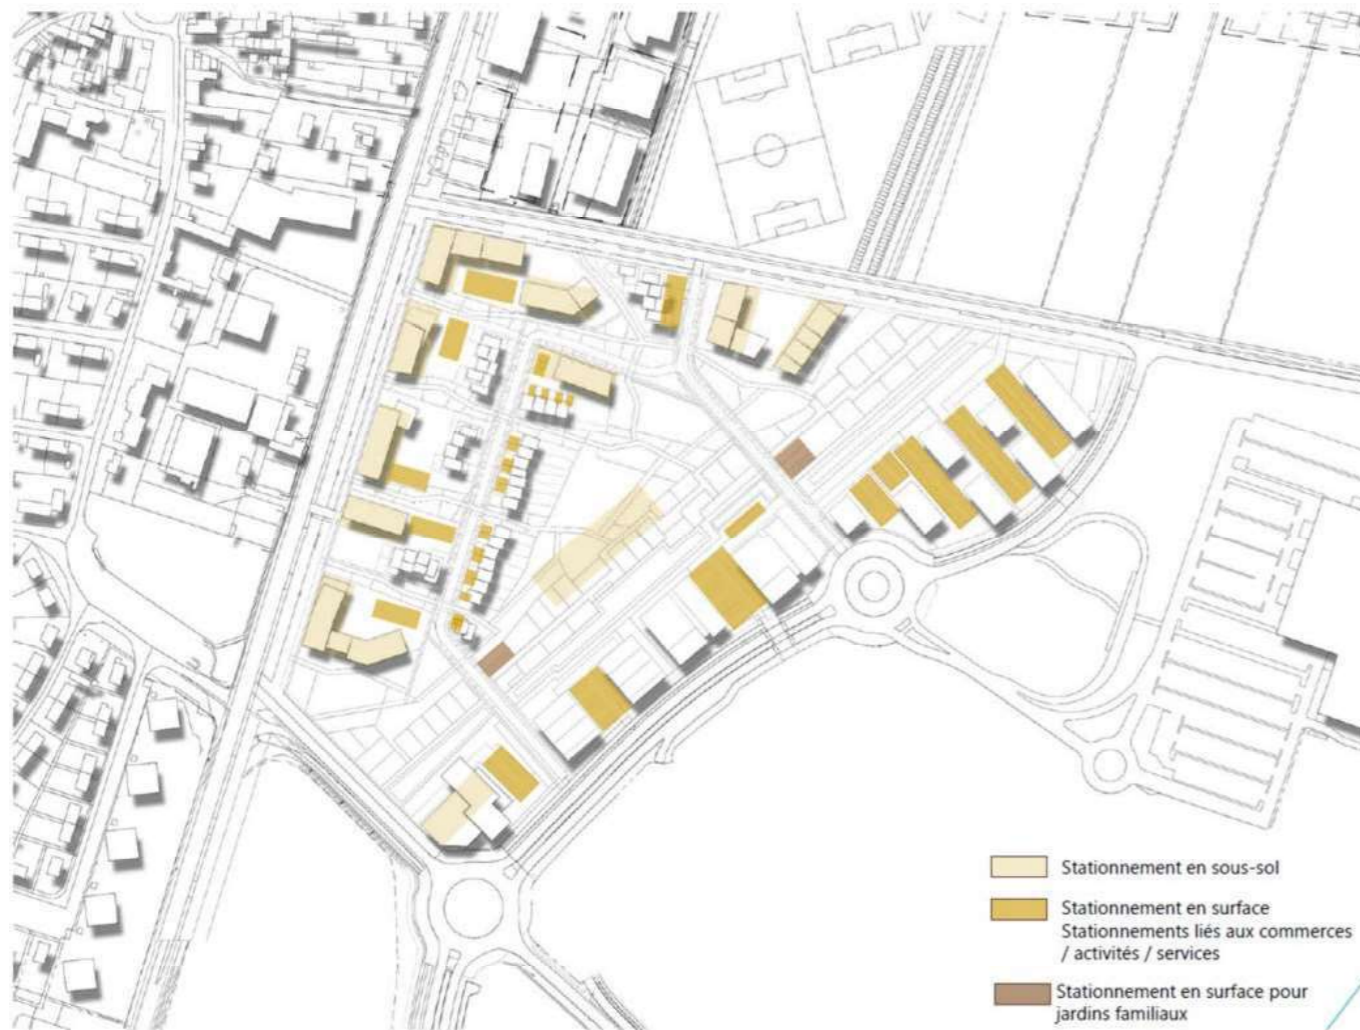 Stationnement en sous-sol
Stationnement en surface
Stationnements liés aux commerces
/ activités / services
Stationnement en surface pour
jardins familiaux